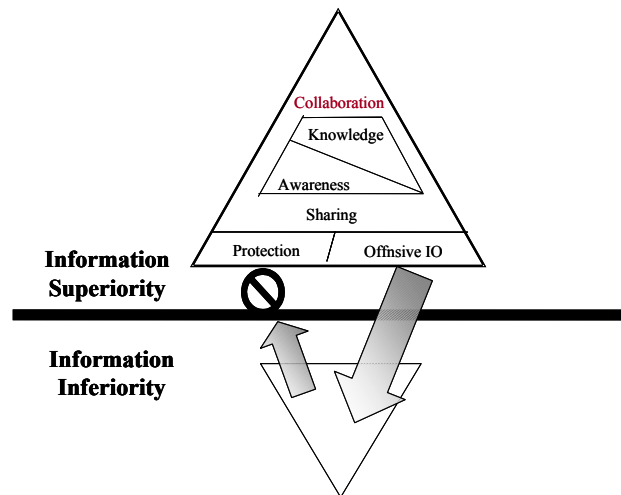 Collaboration
Knowledge
Awareness
Sharing
Protection
Offnsive IO
Information
Superiority
Information
Inferiority